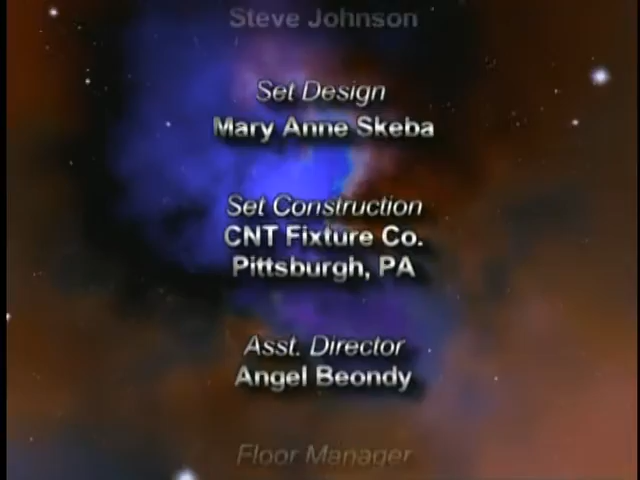 Steve Johnson
Set Design
Mary Anne Skeba
Set Construction
CNT Fixture Co.
Pittsburgh, PA
Asst. Director
Angel Beondy
Floor Manager